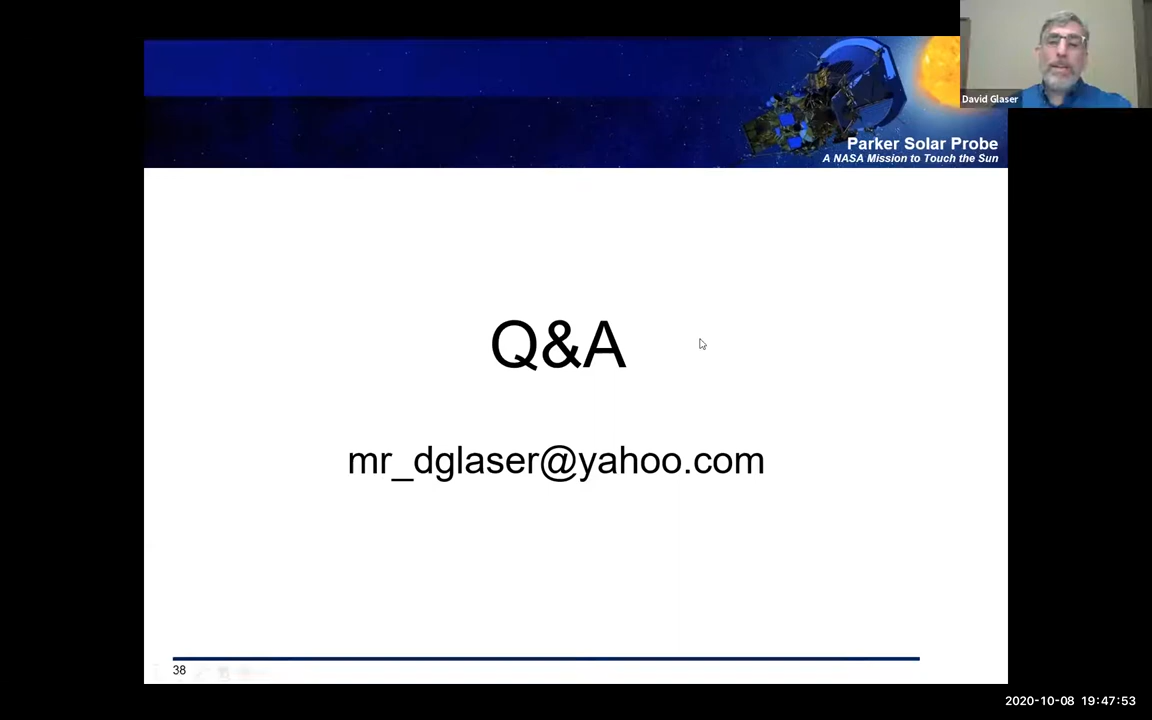 David Glaser
Parker Solar Probe
A NASA Mission to Touch the Sun
Q&A
mr_dglaser@yahoo.com
38
2020-10-08 19:47:53